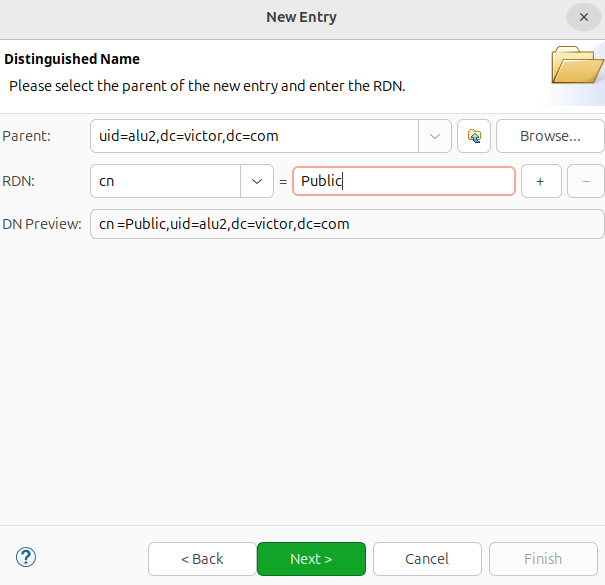 New Entry
Distinguished Name
Please select the parent of the new entry and enter the RDN.
Parent: uid=alu2,dc=victor,dc=com Browse...
RDN: cn = Public + −
DN Preview: cn =Public,uid=alu2,dc=victor,dc=com
? < Back Next > Cancel Finish